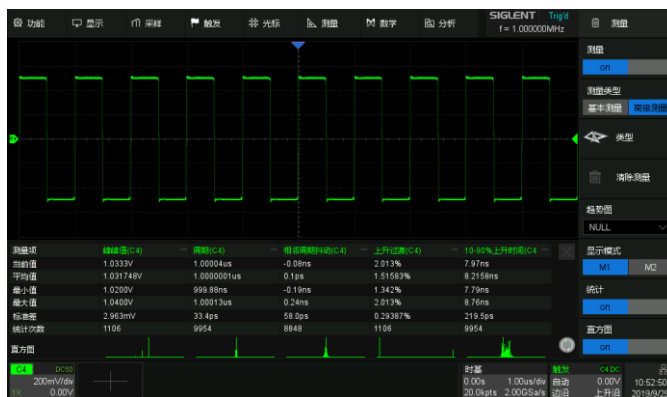 功能 显示 采样 触发 光标 测量 数学 分析 SIGLENT Trig'd 测量
f = 1.000000MHz
测量
on
测量类型
基本测量 高级测量
类型
清除测量
趋势图
NULL
测量项 峰峰值(C4) 周期(C4) 相邻周期抖动(C4) 上升过激(C4) 10-90%上升时间(C4
当前值 1.0333V 1.00004us -0.08ns 2.013% 7.97ns
平均值 1.031748V 1.0000001us 0.1ps 1.51583% 8.2158ns
最小值 1.0200V 999.88ns -0.19ns 1.342% 7.79ns
最大值 1.0400V 1.00013us 0.24ns 2.013% 8.76ns
标准差 2.963mV 33.4ps 58.0ps 0.29387% 219.5ps
统计次数 1106 9954 8848 1106 9954
直方图
显示模式
M1 M2
统计
on
直方图
on
C4 DC50
200mV/div
1X 0.00V
时基
0.00s 1.00us/div
20.0kpts 2.00GSa/s
触发 C4 DC
自动 0.00V
边沿 上升沿
10:52:50